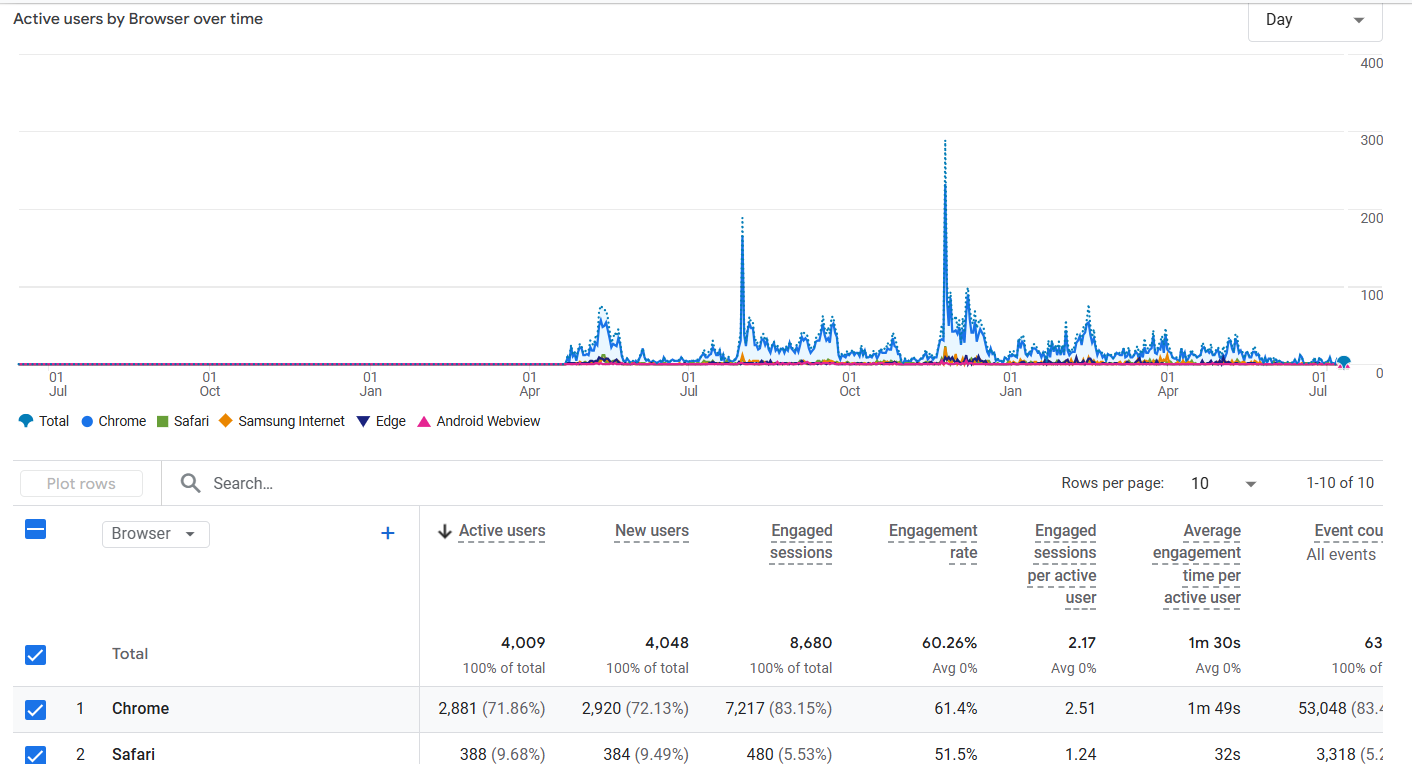 Active users by Browser over time
Day
400
300
200
100
0
01 01 01 01 01 01 01 01 01
Jul Oct Jan Apr Jul Oct Jan Apr Jul
Total Chrome Safari Samsung Internet Edge Android Webview
Plot rows Search… Rows per page: 10 1-10 of 10
Browser + Active users New users Engaged Engagement Engaged Average Event cou
sessions rate sessions engagement All events
per active time per
user active user
Total 4,009 4,048 8,680 60.26% 2.17 1m 30s 63
100% of total 100% of total 100% of total Avg 0% Avg 0% Avg 0% 100% of
1 Chrome 2,881 (71.86%) 2,920 (72.13%) 7,217 (83.15%) 61.4% 2.51 1m 49s 53,048 (83.4
2 Safari 388 (9.68%) 384 (9.49%) 480 (5.53%) 51.5% 1.24 32s 3,318 (5.2